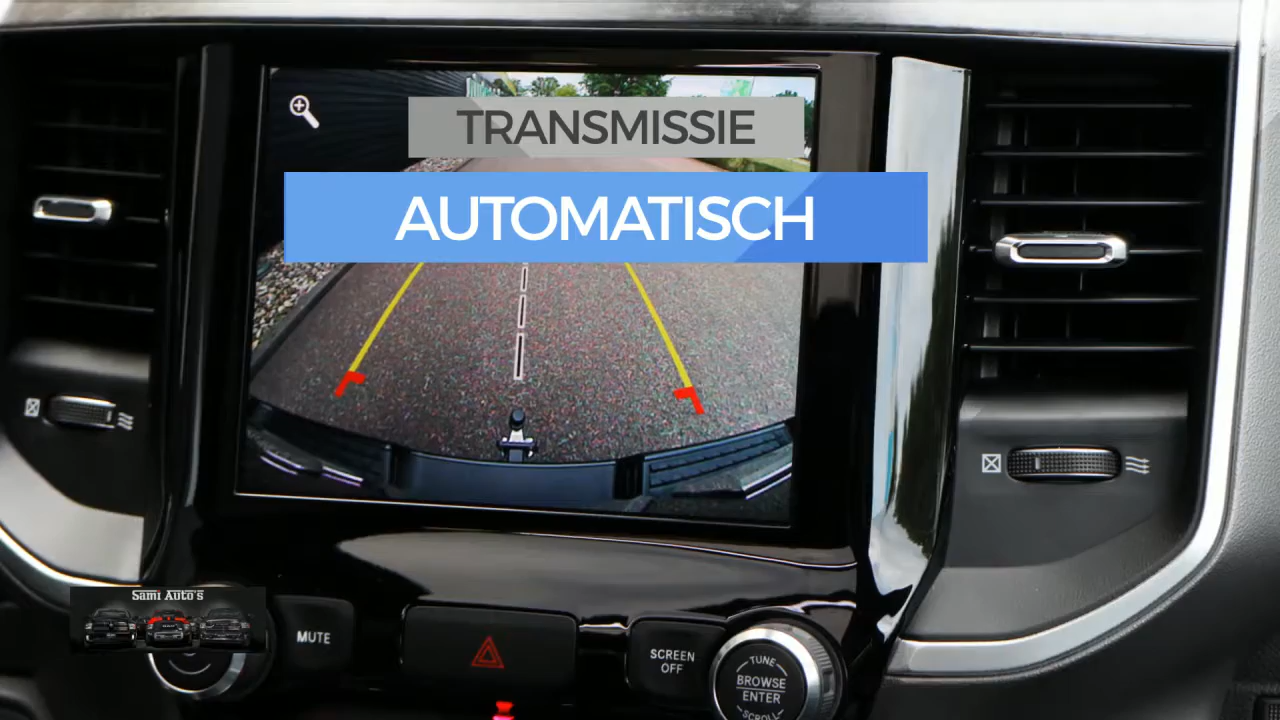 TRANSMISSIE
AUTOMATISCH
Sami Auto's
MUTE
SCREEN
OFF
TUNE
BROWSE
ENTER
SCROLL